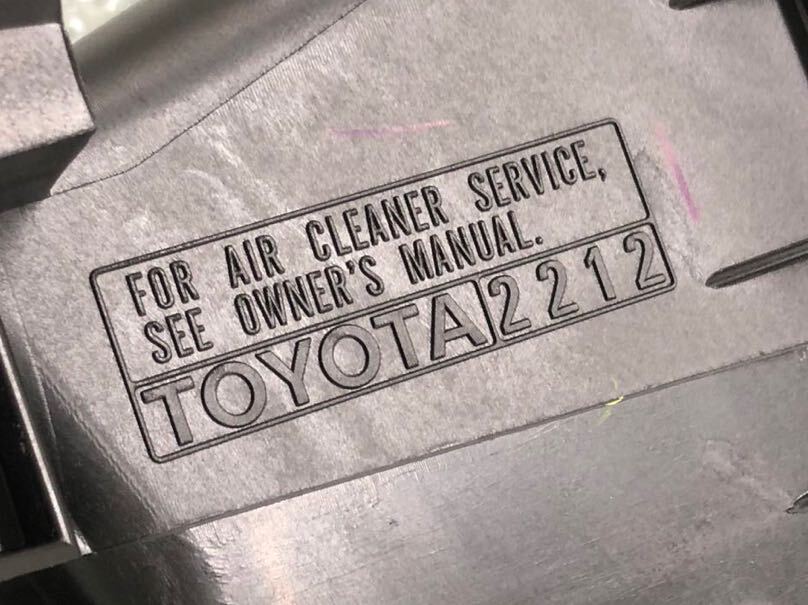 FOR AIR CLEANER SERVICE,
SEE OWNER'S MANUAL.
TOYOTA 2212